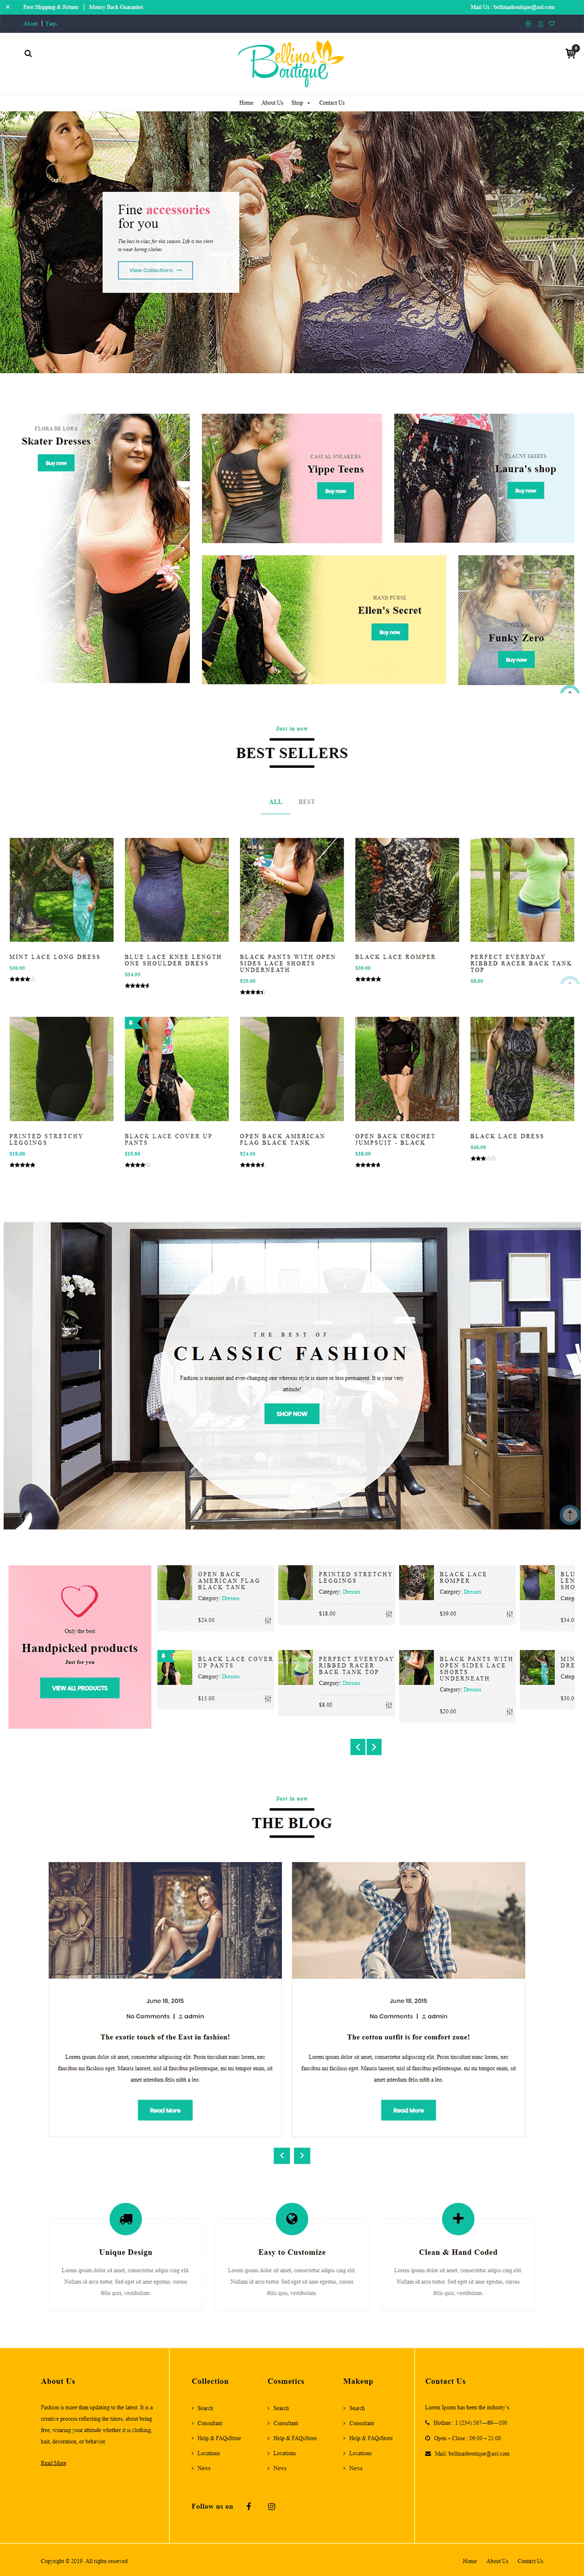 × Free Shipping & Return | Money Back Guarantee
Mail Us : bellinasboutique@aol.com
About | Faqs
Bellinas Boutique
0
Home About Us Shop Contact Us
Fine accessories
for you
The best in class for this season. Life is too short
to wear boring clothes
View Collections →
FLORA DE LORA
Skater Dresses
Buy now
CASUAL SNEAKERS
Yippe Teens
Buy now
FLAUNT SKIRTS
Laura's shop
Buy now
HAND PURSE
Ellen's Secret
Buy now
SUNGLASS
Funky Zero
Buy now
Just in now
BEST SELLERS
ALL BEST
MINT LACE LONG DRESS
$30.00
BLUE LACE KNEE LENGTH
ONE SHOULDER DRESS
$34.00
BLACK PANTS WITH OPEN
SIDES LACE SHORTS
UNDERNEATH
$20.00
BLACK LACE ROMPER
$39.00
PERFECT EVERYDAY
RIBBED RACER BACK TANK
TOP
$8.00
PRINTED STRETCHY
LEGGINGS
$18.00
BLACK LACE COVER UP
PANTS
$15.00
OPEN BACK AMERICAN
FLAG BLACK TANK
$24.00
OPEN BACK CROCHET
JUMPSUIT - BLACK
$38.00
BLACK LACE DRESS
$40.00
THE BEST OF
CLASSIC FASHION
Fashion is transient and ever-changing one whereas style is more or less permanent. It is your very
attitude!
SHOP NOW
Only the best
Handpicked products
Just for you
VIEW ALL PRODUCTS
OPEN BACK
AMERICAN FLAG
BLACK TANK
Category: Dresses
$24.00
PRINTED STRETCHY
LEGGINGS
Category: Dresses
$18.00
BLACK LACE
ROMPER
Category: Dresses
$39.00
BLU
LEN
SHO
Categ
$34.0
BLACK LACE COVER
UP PANTS
Category: Dresses
$15.00
PERFECT EVERYDAY
RIBBED RACER
BACK TANK TOP
Category: Dresses
$8.00
BLACK PANTS WITH
OPEN SIDES LACE
SHORTS
UNDERNEATH
Category: Dresses
$20.00
MIN
DRE
Categ
$30.0
Just in now
THE BLOG
June 18, 2015
No Comments | admin
The exotic touch of the East in fashion!
Lorem ipsum dolor sit amet, consectetur adipiscing elit. Proin tincidunt nunc lorem, nec
faucibus mi facilisis eget. Mauris laoreet, nisl id faucibus pellentesque, mi mi tempor enim, sit
amet interdum felis nibh a leo.
Read More
June 18, 2015
No Comments | admin
The cotton outfit is for comfort zone!
Lorem ipsum dolor sit amet, consectetur adipiscing elit. Proin tincidunt nunc lorem, nec
faucibus mi facilisis eget. Mauris laoreet, nisl id faucibus pellentesque, mi mi tempor enim, sit
amet interdum felis nibh a leo.
Read More
Unique Design
Lorem ipsum dolor sit amet, consectetur adipis cing elit.
Nullam id arcu tortor. Sed eget sit ame egestas, cursus
felis quis, vestibulum.
Easy to Customize
Lorem ipsum dolor sit amet, consectetur adipis cing elit.
Nullam id arcu tortor. Sed eget sit ame egestas, cursus
felis quis, vestibulum.
Clean & Hand Coded
Lorem ipsum dolor sit amet, consectetur adipis cing elit.
Nullam id arcu tortor. Sed eget sit ame egestas, cursus
felis quis, vestibulum.
About Us
Fashion is more than updating to the latest. It is a
creative process reflecting the times, about being
free, wearing your attitude whether it is clothing,
hair, decoration, or behavior.
Read More
Collection
Search
Consultant
Help & FAQsStore
Locations
News
Cosmetics
Search
Consultant
Help & FAQsStore
Locations
News
Makeup
Search
Consultant
Help & FAQsStore
Locations
News
Follow us on
Contact Us
Lorem Ipsum has been the industry's
Hotline : 1 (234) 567—89—100
Open – Close : 09:00 – 21:00
Mail: bellinasboutique@aol.com
Copyright © 2019. All rights reserved
Home About Us Contact Us